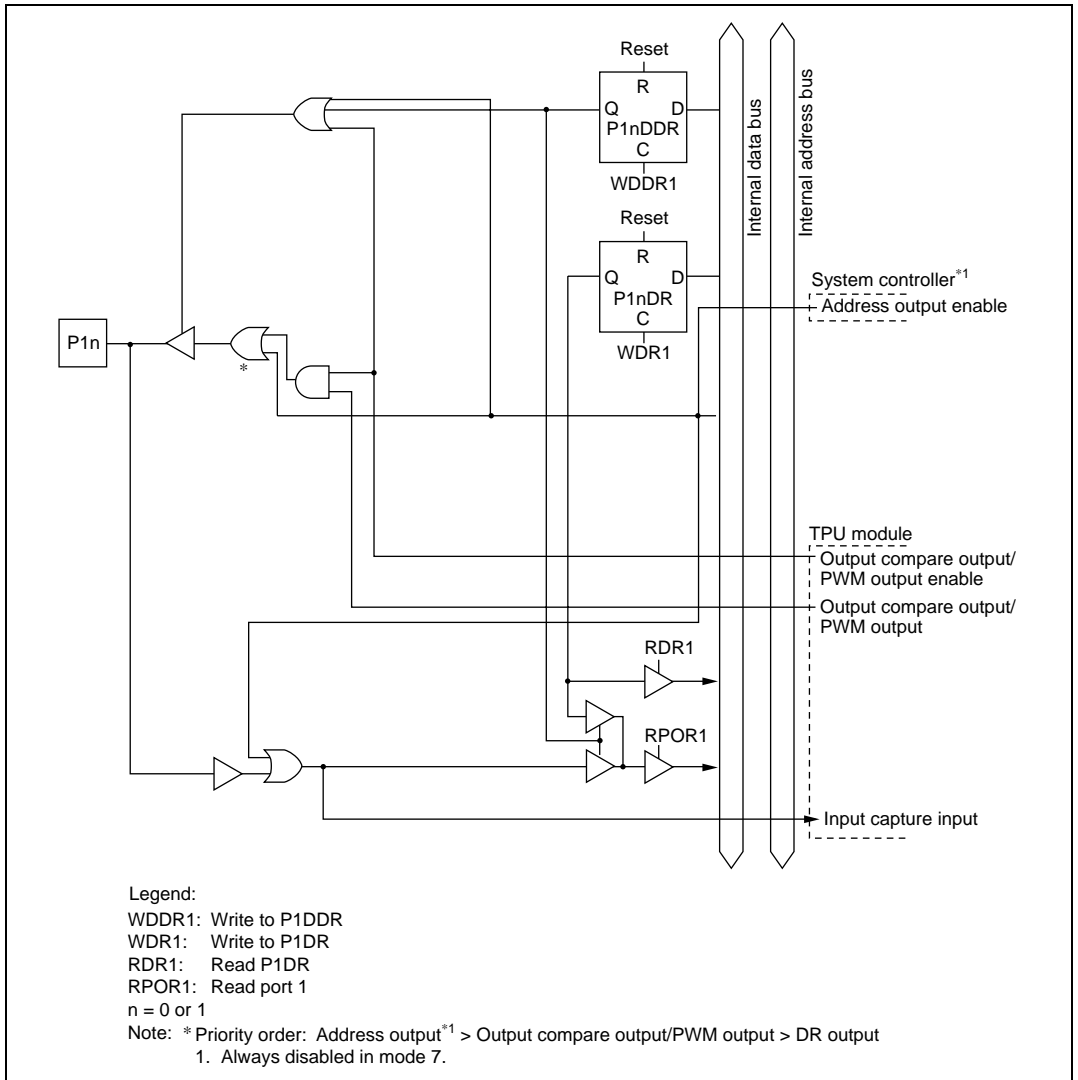 Reset
R
Q D
P1nDDR
C
WDDR1
Reset
R
Q D
P1nDR
C
WDR1
Internal data bus
Internal address bus
System controller*1
Address output enable
P1n
*
TPU module
Output compare output/
PWM output enable
Output compare output/
PWM output
RDR1
RPOR1
Input capture input
Legend:
WDDR1: Write to P1DDR
WDR1: Write to P1DR
RDR1: Read P1DR
RPOR1: Read port 1
n = 0 or 1
Note: * Priority order: Address output*1 > Output compare output/PWM output > DR output
1. Always disabled in mode 7.